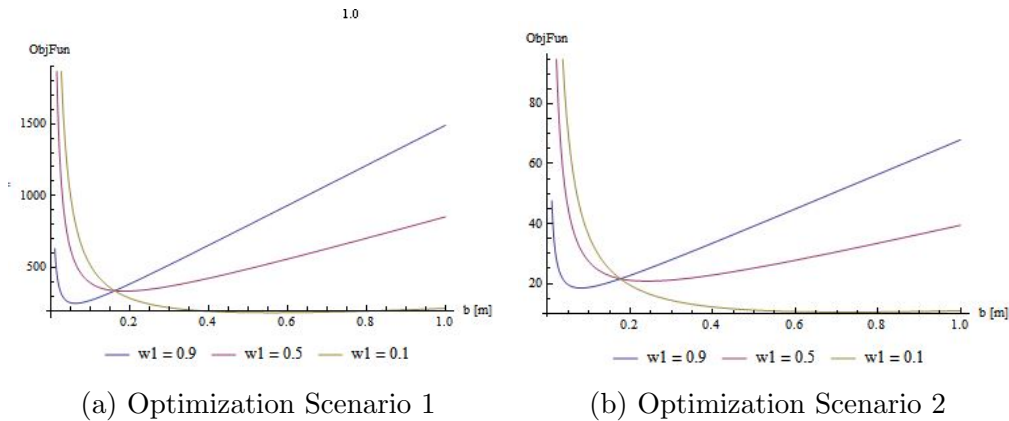 1.0
ObjFun
1500
1000
500
0.2 0.4 0.6 0.8 1.0 b [m]
w1 = 0.9 w1 = 0.5 w1 = 0.1
(a) Optimization Scenario 1
ObjFun
80
60
40
20
0.2 0.4 0.6 0.8 1.0 b [m]
w1 = 0.9 w1 = 0.5 w1 = 0.1
(b) Optimization Scenario 2